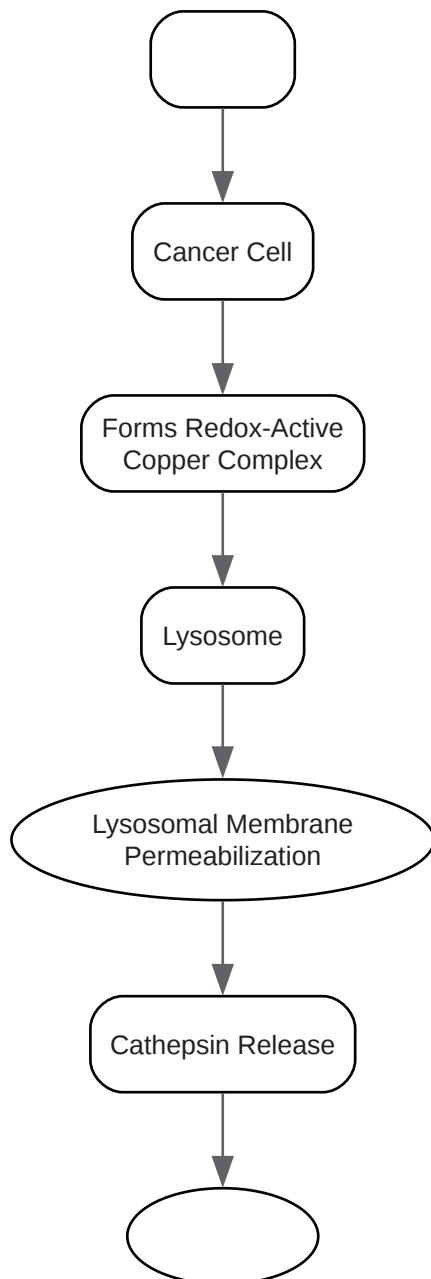 Cancer Cell
Forms Redox-Active
Copper Complex
Lysosome
Lysosomal Membrane
Permeabilization
Cathepsin Release